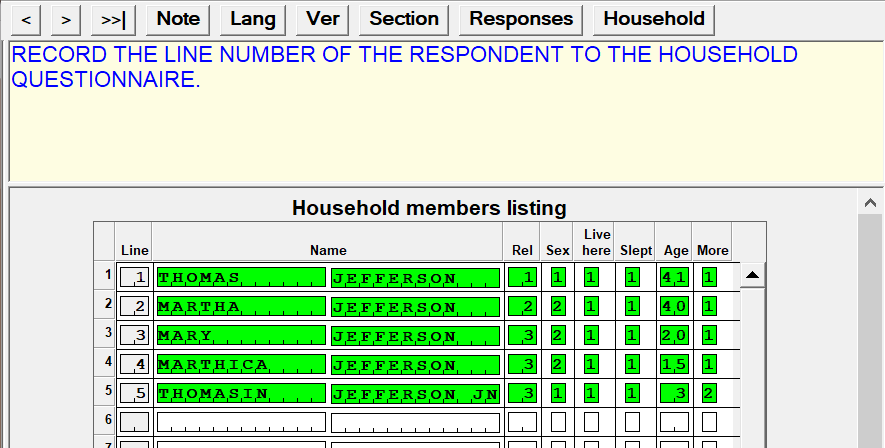 < > >>| Note Lang Ver Section Responses Household
RECORD THE LINE NUMBER OF THE RESPONDENT TO THE HOUSEHOLD
QUESTIONNAIRE.
Household members listing
Line Name Rel Sex Live here Slept Age More
1 1 THOMAS JEFFERSON 1 1 1 1 41 1
2 2 MARTHA JEFFERSON 2 2 1 1 40 1
3 3 MARY JEFFERSON 3 2 1 1 20 1
4 4 MARTHICA JEFFERSON 3 2 1 1 15 1
5 5 THOMASIN JEFFERSON JN 3 1 1 1 3 2
6